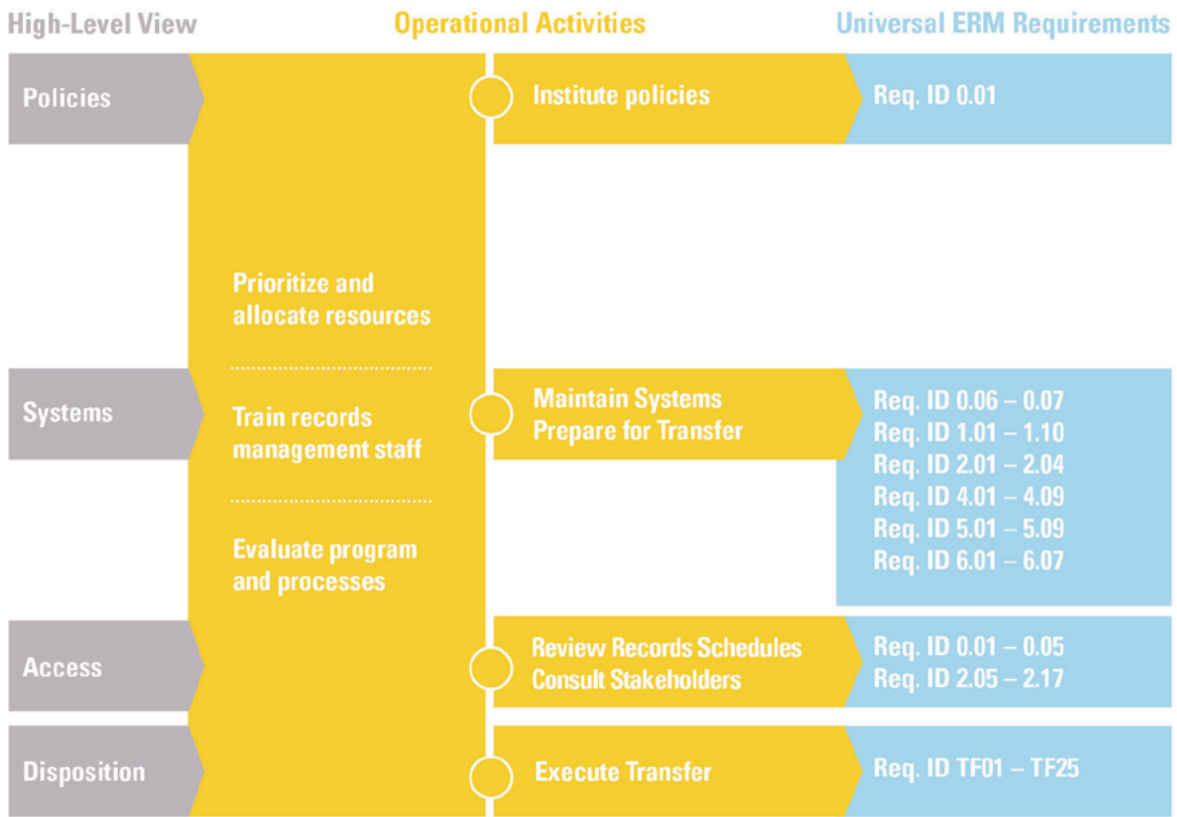 High-Level View
Operational Activities
Universal ERM Requirements
Policies
Institute policies
Req. ID 0.01
Prioritize and
allocate resources
Train records
management staff
Evaluate program
and processes
Systems
Maintain Systems
Prepare for Transfer
Req. ID 0.06 – 0.07
Req. ID 1.01 – 1.10
Req. ID 2.01 – 2.04
Req. ID 4.01 – 4.09
Req. ID 5.01 – 5.09
Req. ID 6.01 – 6.07
Access
Review Records Schedules
Consult Stakeholders
Req. ID 0.01 – 0.05
Req. ID 2.05 – 2.17
Disposition
Execute Transfer
Req. ID TF01 – TF25